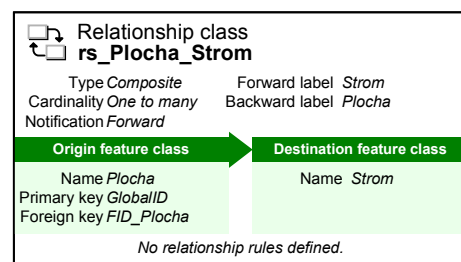 Relationship class
rs_Plocha_Strom
Type Composite Forward label Strom
Cardinality One to many Backward label Plocha
Notification Forward
Origin feature class Destination feature class
Name Plocha Name Strom
Primary key GlobalID
Foreign key FID_Plocha
No relationship rules defined.